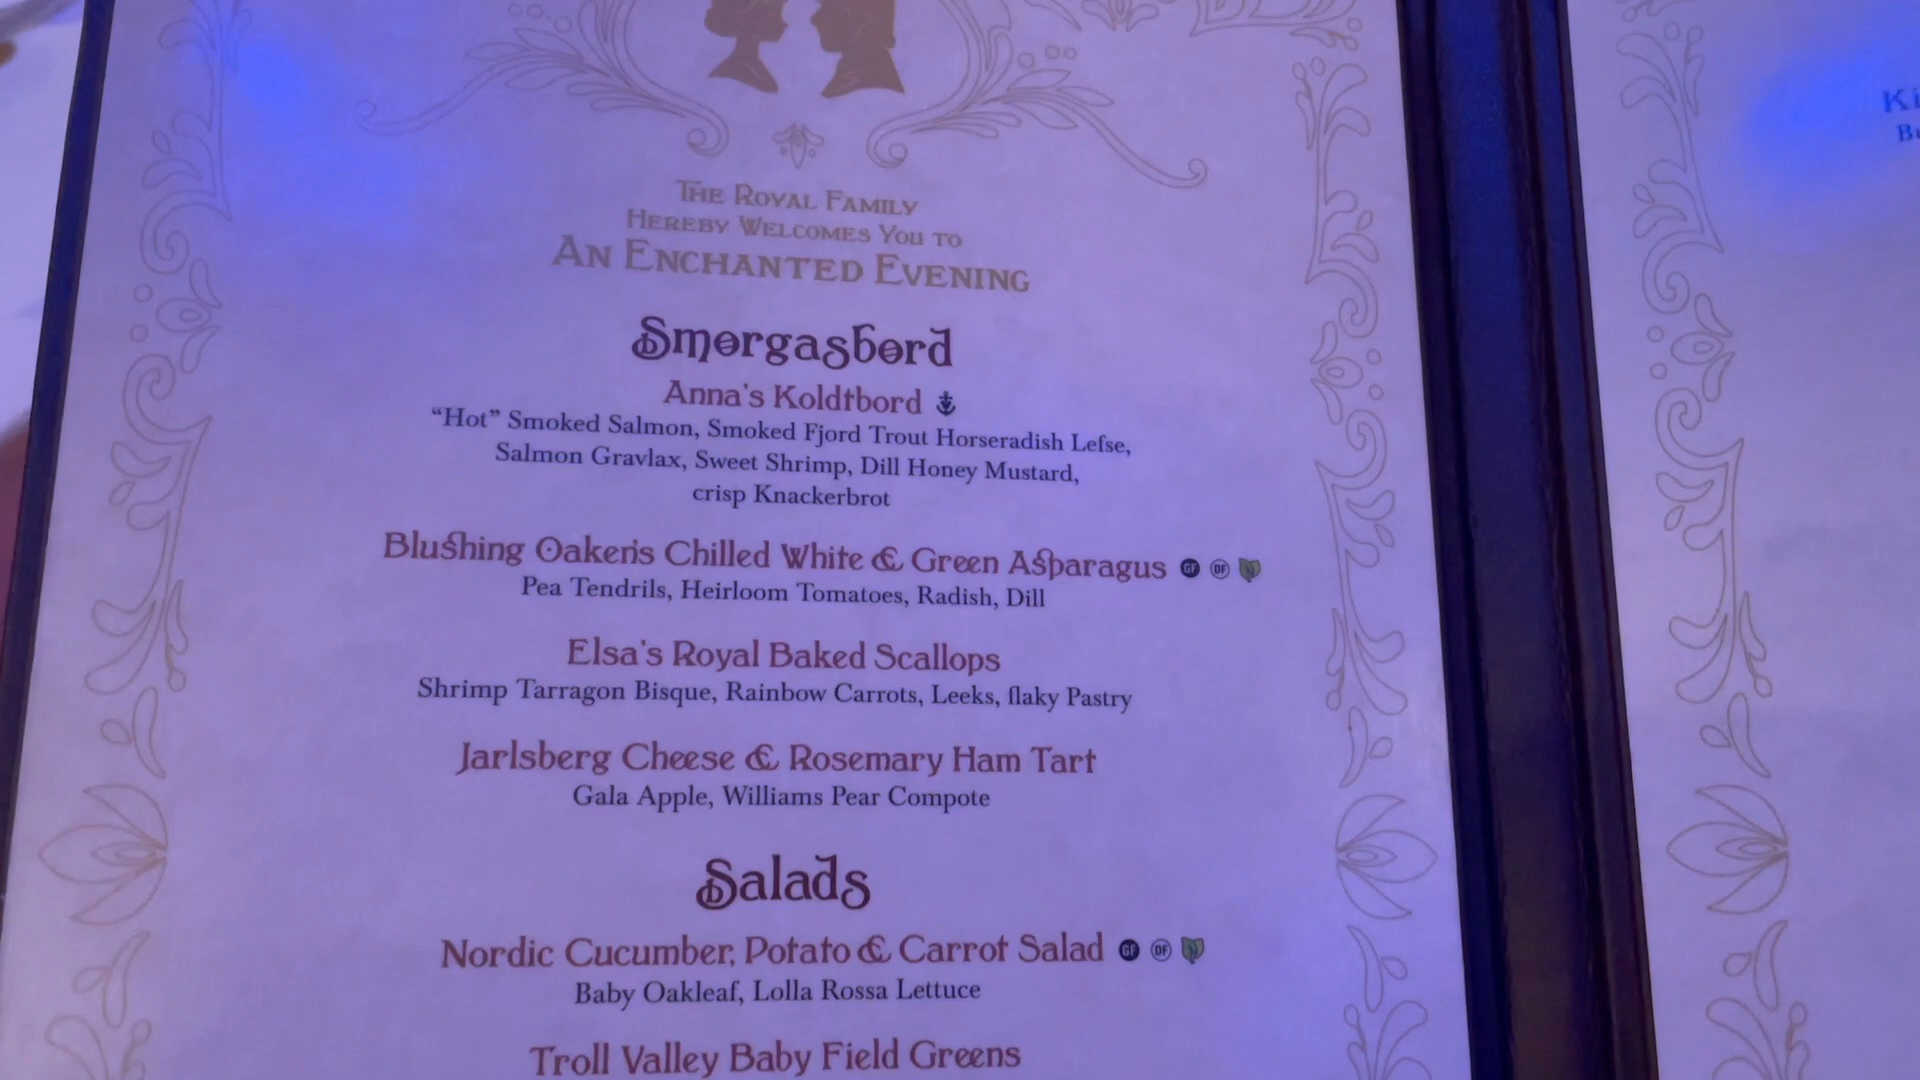 The Royal Family
Hereby Welcomes You to
An Enchanted Evening
Smorgasbord
Anna's Koldtbord
“Hot” Smoked Salmon, Smoked Fjord Trout Horseradish Lefse,
Salmon Gravlax, Sweet Shrimp, Dill Honey Mustard,
crisp Knackerbrot
Blushing Oaken's Chilled White & Green Asparagus GF DF
Pea Tendrils, Heirloom Tomatoes, Radish, Dill
Elsa's Royal Baked Scallops
Shrimp Tarragon Bisque, Rainbow Carrots, Leeks, flaky Pastry
Jarlsberg Cheese & Rosemary Ham Tart
Gala Apple, Williams Pear Compote
Salads
Nordic Cucumber, Potato & Carrot Salad GF DF
Baby Oakleaf, Lolla Rossa Lettuce
Troll Valley Baby Field Greens